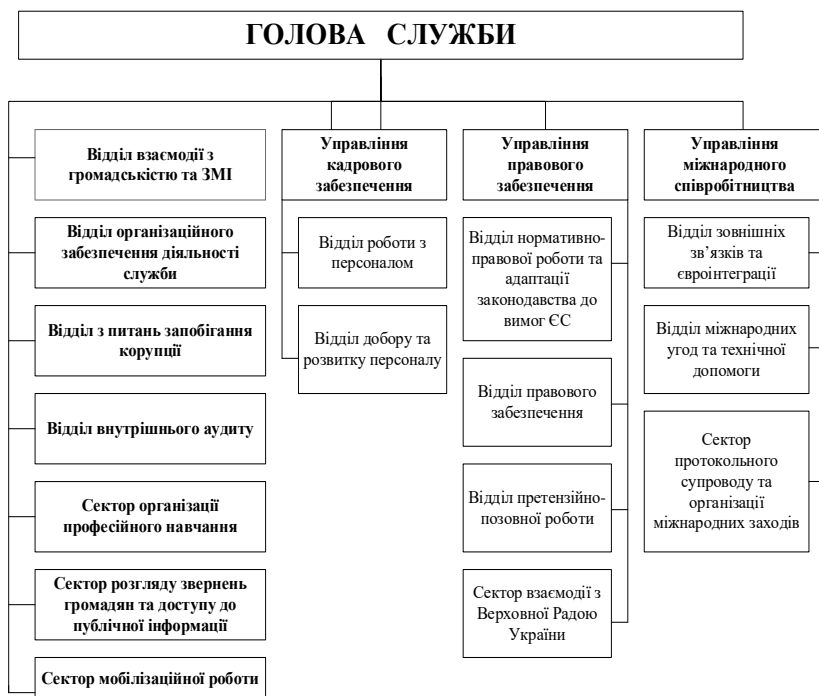 ГОЛОВА СЛУЖБИ
Відділ взаємодії з
громадськістю та ЗМІ
Відділ організаційного
забезпечення діяльності
служби
Відділ з питань запобігання
корупції
Відділ внутрішнього аудиту
Сектор організації
професійного навчання
Сектор розгляду звернень
громадян та доступу до
публічної інформації
Сектор мобілізаційної роботи
Управління
кадрового
забезпечення
Відділ роботи з
персоналом
Відділ добору та
розвитку персоналу
Управління
правового
забезпечення
Відділ нормативно-
правової роботи та
адаптації
законодавства до
вимог ЄС
Відділ правового
забезпечення
Відділ претензійно-
позовної роботи
Сектор взаємодії з
Верховної Радою
України
Управління
міжнародного
співробітництва
Відділ зовнішніх
зв’язків та
євроінтеграції
Відділ міжнародних
угод та технічної
допомоги
Сектор
протокольного
супроводу та
організації
міжнародних заходів